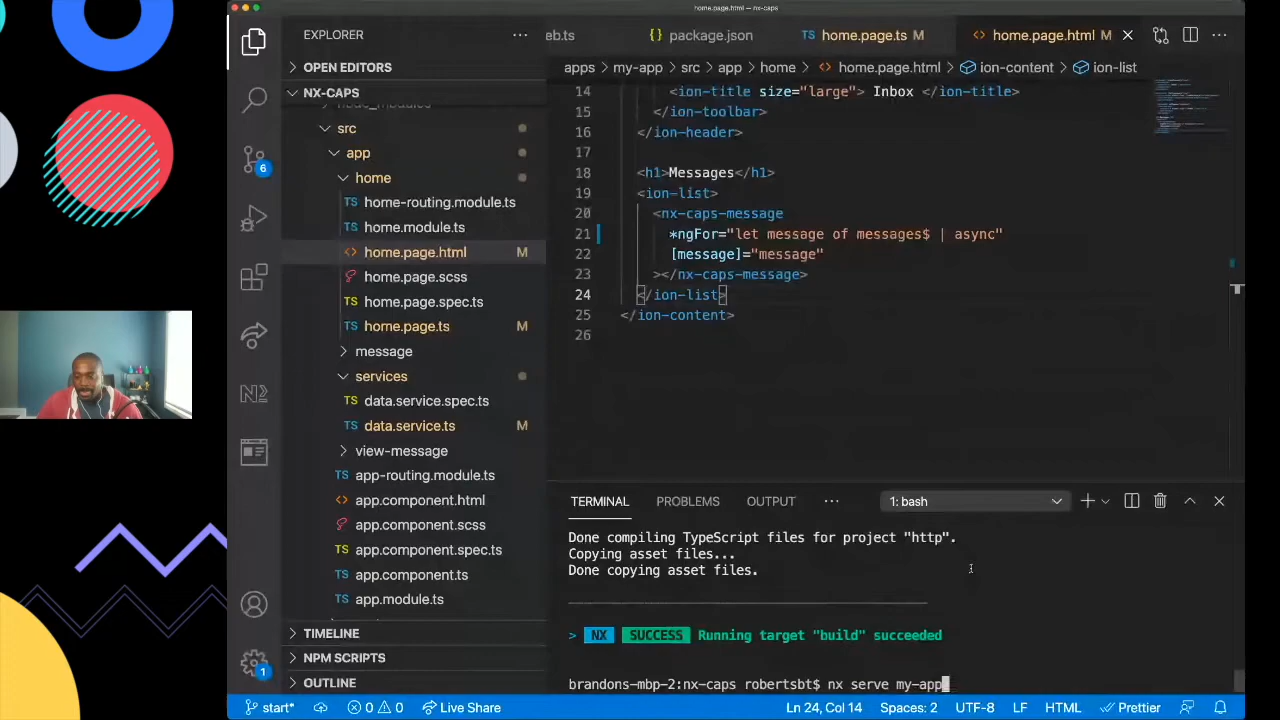 home.page.html — nx-caps
EXPLORER
eb.ts
package.json
home.page.ts M
home.page.html M
OPEN EDITORS
apps > my-app > src > app > home > home.page.html > ion-content > ion-list
NX-CAPS
node_modules
src
app
home
home-routing.module.ts
home.module.ts
home.page.html M
home.page.scss
home.page.spec.ts
home.page.ts M
message
services
data.service.spec.ts
data.service.ts M
view-message
app-routing.module.ts
app.component.html
app.component.scss
app.component.spec.ts
app.component.ts
app.module.ts
TIMELINE
NPM SCRIPTS
OUTLINE
14 <ion-title size="large"> Inbox </ion-title>
15 </ion-toolbar>
16 </ion-header>
17
18 <h1>Messages</h1>
19 <ion-list>
20 <nx-caps-message
21 *ngFor="let message of messages$ | async"
22 [message]="message"
23 ></nx-caps-message>
24 </ion-list>
25 </ion-content>
26
TERMINAL PROBLEMS OUTPUT ··· 1: bash
Done compiling TypeScript files for project "http".
Copying asset files...
Done copying asset files.
> NX SUCCESS Running target "build" succeeded
brandons-mbp-2:nx-caps robertsbt$ nx serve my-app
6
1
start* 0 0 Live Share Ln 24, Col 14 Spaces: 2 UTF-8 LF HTML Prettier